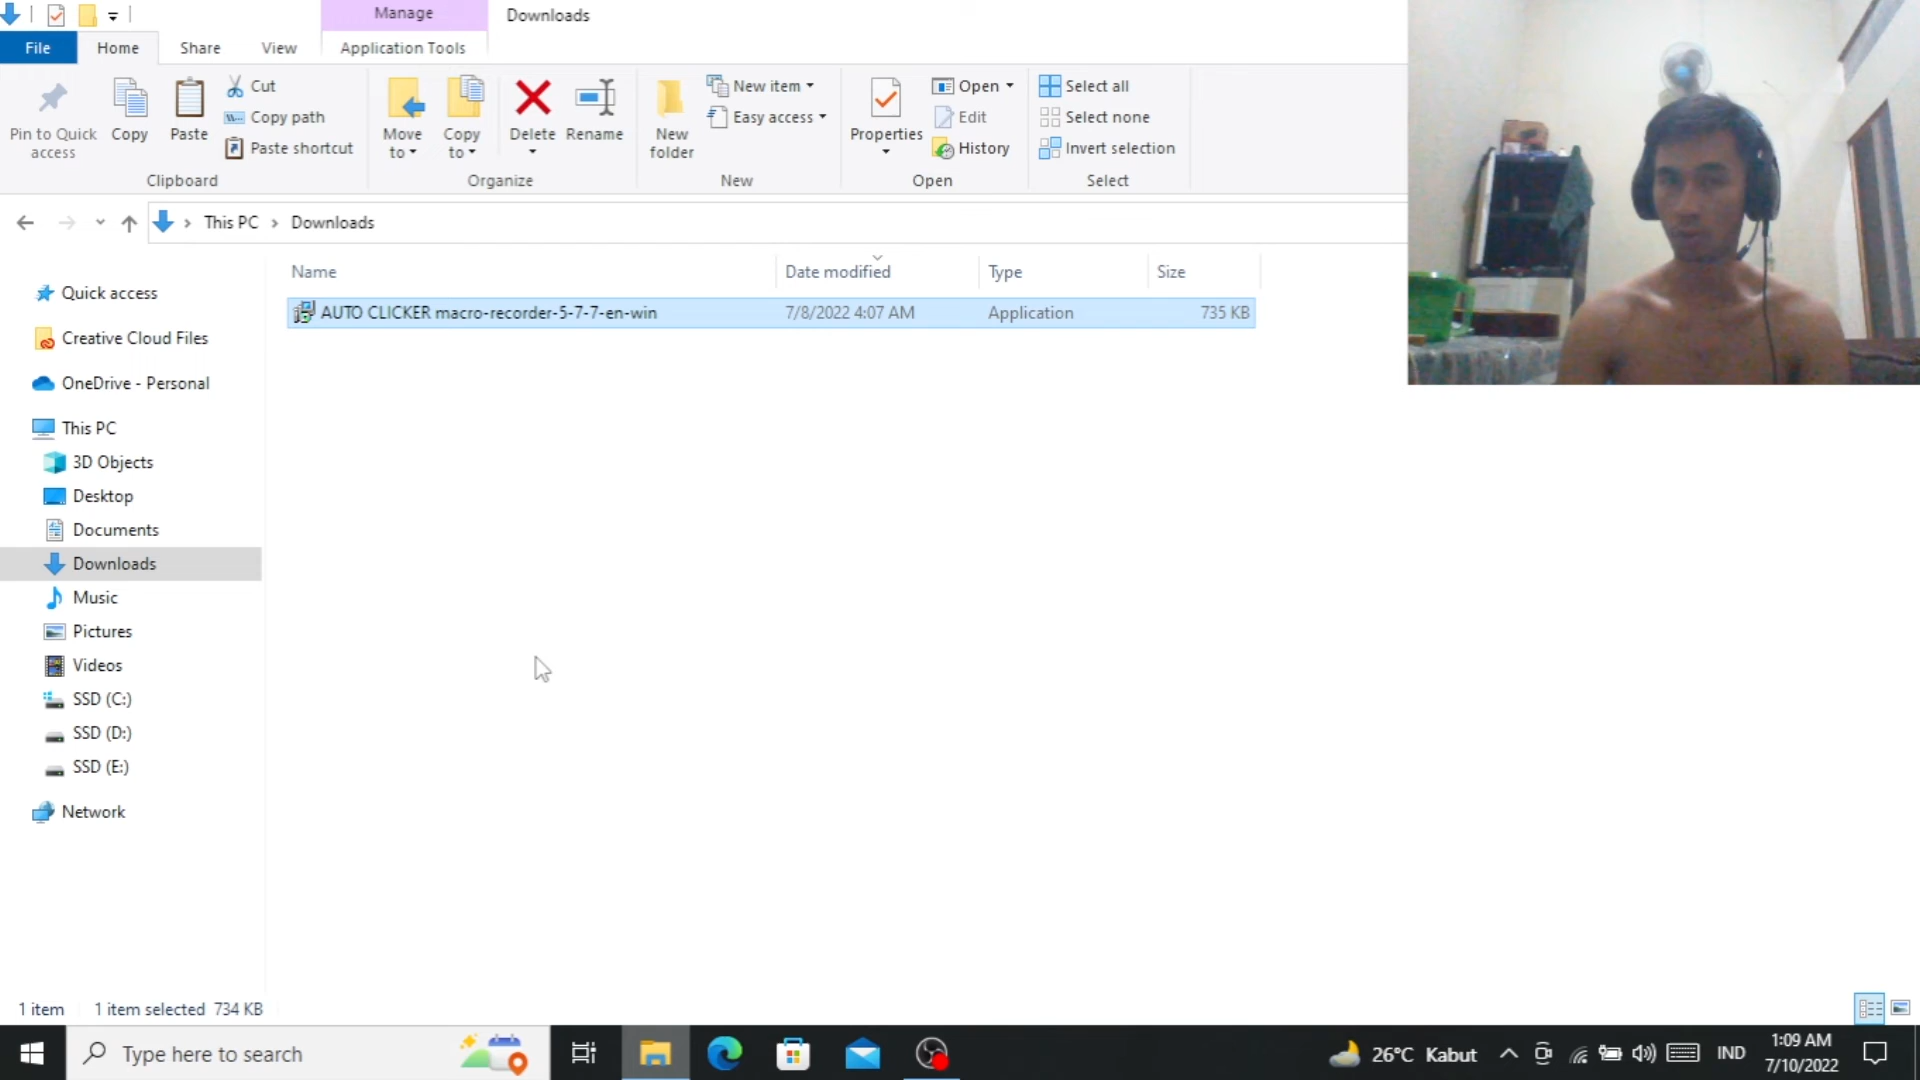 Manage
Downloads
File
Home
Share
View
Application Tools
Pin to Quick access
Copy
Paste
Cut
Copy path
Paste shortcut
Clipboard
Move to
Copy to
Delete
Rename
Organize
New folder
New item
Easy access
New
Properties
Open
Edit
History
Open
Select all
Select none
Invert selection
Select
This PC
Downloads
Name
Date modified
Type
Size
AUTO CLICKER macro-recorder-5-7-7-en-win
7/8/2022 4:07 AM
Application
735 KB
Quick access
Creative Cloud Files
OneDrive - Personal
This PC
3D Objects
Desktop
Documents
Downloads
Music
Pictures
Videos
SSD (C:)
SSD (D:)
SSD (E:)
Network
1 item
1 item selected 734 KB
Type here to search
26°C Kabut
IND
1:09 AM
7/10/2022